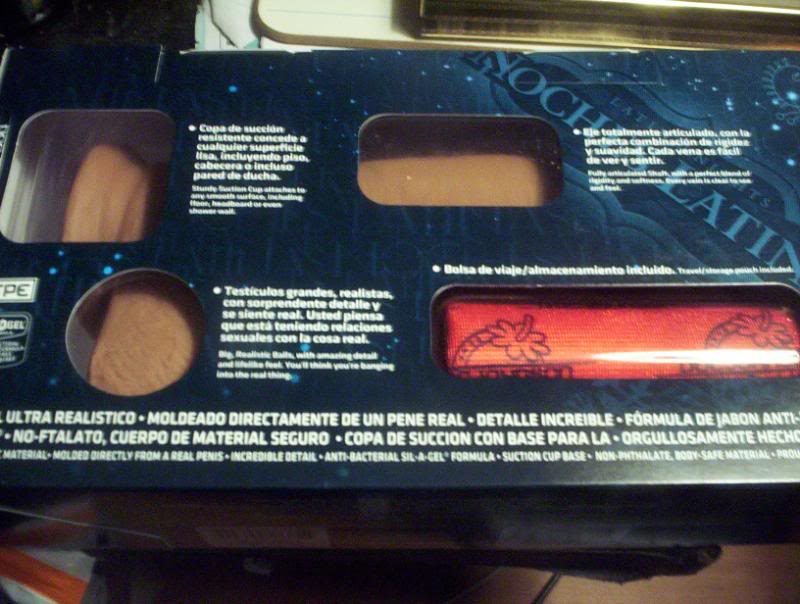 NOCH
LATIN
LATIN
• Copa de succión
resistente concede a
cualquier superficie
lisa, incluyendo piso,
cabecera o incluso
pared de ducha.
Sturdy Suction Cup attaches to
any smooth surface, including
floor, headboard or even
shower wall.
• Eje totalmente articulado, con la
perfecta combinación de rigidez
y suavidad. Cada vena es fácil
de ver y sentir.
Fully articulated Shaft, with a perfect blend of
rigidity and softness. Every vein is clear to see
and feel.
• Bolsa de viaje/almacenamiento incluido. Travel/storage pouch included.
• Testículos grandes, realistas,
con sorprendente detalle y
se siente real. Usted piensa
que está teniendo relaciones
sexuales con la cosa real.
Big, Realistic Balls, with amazing detail
and lifelike feel. You'll think you're banging
into the real thing.
TPE
GEL
L ULTRA REALISTICO • MOLDEADO DIRECTAMENTE DE UN PENE REAL • DETALLE INCREIBLE • FÓRMULA DE JABON ANTI-
• NO-FTALATO, CUERPO DE MATERIAL SEGURO • COPA DE SUCCION CON BASE PARA LA • ORGULLOSAMENTE HECHO
MATERIAL • MOLDED DIRECTLY FROM A REAL PENIS • INCREDIBLE DETAIL • ANTI-BACTERIAL SIL-A-GEL® FORMULA • SUCTION CUP BASE • NON-PHTHALATE, BODY-SAFE MATERIAL • PROU